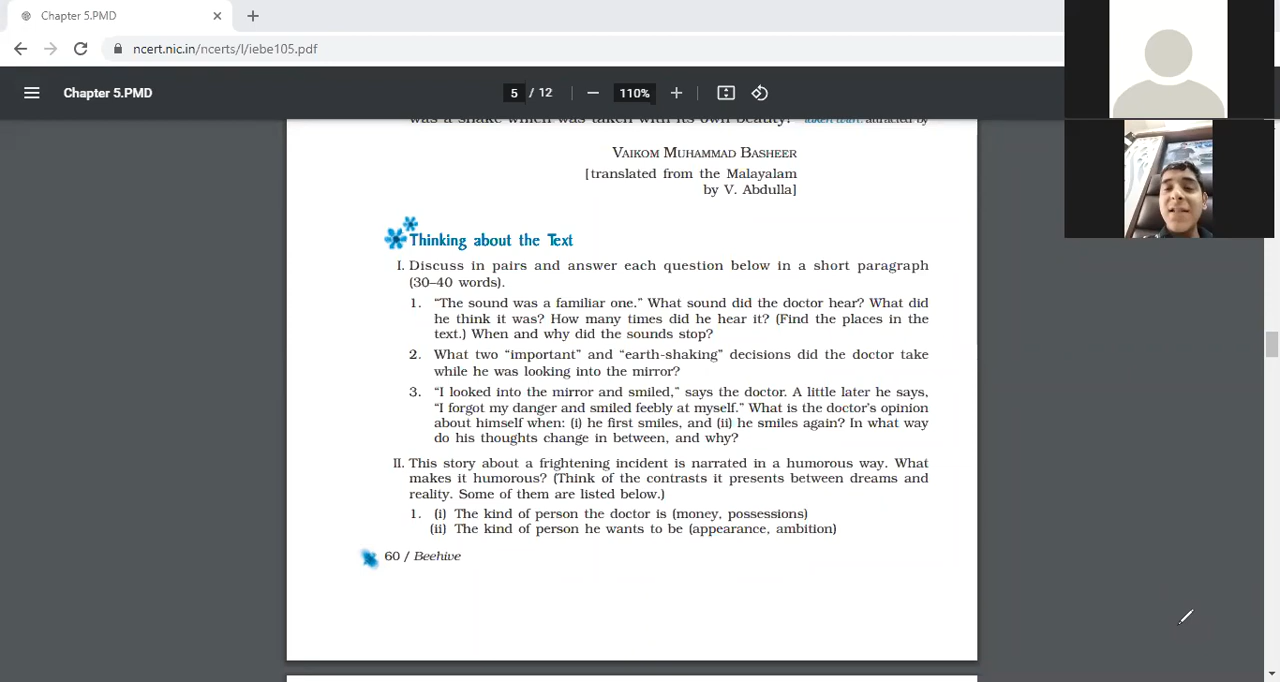 Chapter 5.PMD
ncert.nic.in/ncerts/l/iebe105.pdf
Chapter 5.PMD
5 / 12
110%
was a snake which was taken with its own beauty! taken with: attracted by
VAIKOM MUHAMMAD BASHEER
[translated from the Malayalam
by V. Abdulla]
Thinking about the Text
I. Discuss in pairs and answer each question below in a short paragraph
(30–40 words).
1. “The sound was a familiar one.” What sound did the doctor hear? What did
he think it was? How many times did he hear it? (Find the places in the
text.) When and why did the sounds stop?
2. What two “important” and “earth-shaking” decisions did the doctor take
while he was looking into the mirror?
3. “I looked into the mirror and smiled,” says the doctor. A little later he says,
“I forgot my danger and smiled feebly at myself.” What is the doctor’s opinion
about himself when: (i) he first smiles, and (ii) he smiles again? In what way
do his thoughts change in between, and why?
II. This story about a frightening incident is narrated in a humorous way. What
makes it humorous? (Think of the contrasts it presents between dreams and
reality. Some of them are listed below.)
1. (i) The kind of person the doctor is (money, possessions)
(ii) The kind of person he wants to be (appearance, ambition)
60 / Beehive